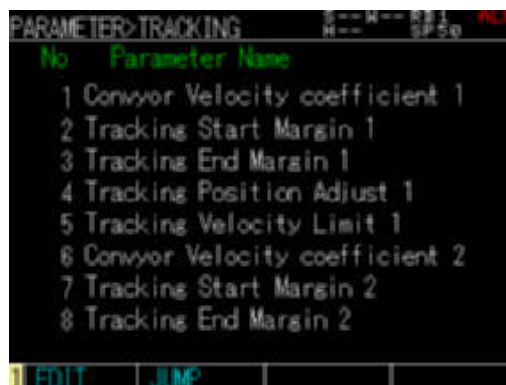 PARAMETER>TRACKING S--W-- R#1
H-- SP50
No Parameter Name
1 Convyor Velocity coefficient 1
2 Tracking Start Margin 1
3 Tracking End Margin 1
4 Tracking Position Adjust 1
5 Tracking Velocity Limit 1
6 Convyor Velocity coefficient 2
7 Tracking Start Margin 2
8 Tracking End Margin 2
1 EDIT JUMP